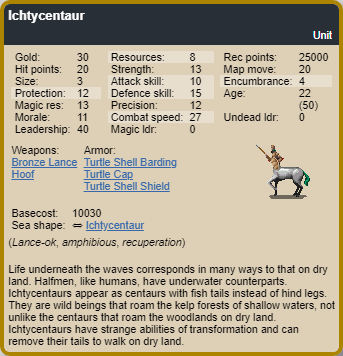 Ichtycentaur
Unit
Gold: 30 Resources: 8 Rec points: 25000
Hit points: 20 Strength: 13 Map move: 20
Size: 3 Attack skill: 10 Encumbrance: 4
Protection: 12 Defence skill: 15 Age: 22
Magic res: 13 Precision: 12 (50)
Morale: 11 Combat speed: 27 Undead ldr: 0
Leadership: 40 Magic ldr: 0
Weapons: Armor:
Bronze Lance Turtle Shell Barding
Hoof Turtle Cap
Turtle Shell Shield
Basecost: 10030
Sea shape: ⇔ Ichtycentaur
(Lance-ok, amphibious, recuperation)
Life underneath the waves corresponds in many ways to that on dry
land. Halfmen, like humans, have underwater counterparts.
Ichtycentaurs appear as centaurs with fish tails instead of hind legs.
They are wild beings that roam the kelp forests of shallow waters, not
unlike the centaurs that roam the woodlands on dry land.
Ichtycentaurs have strange abilities of transformation and can
remove their tails to walk on dry land.